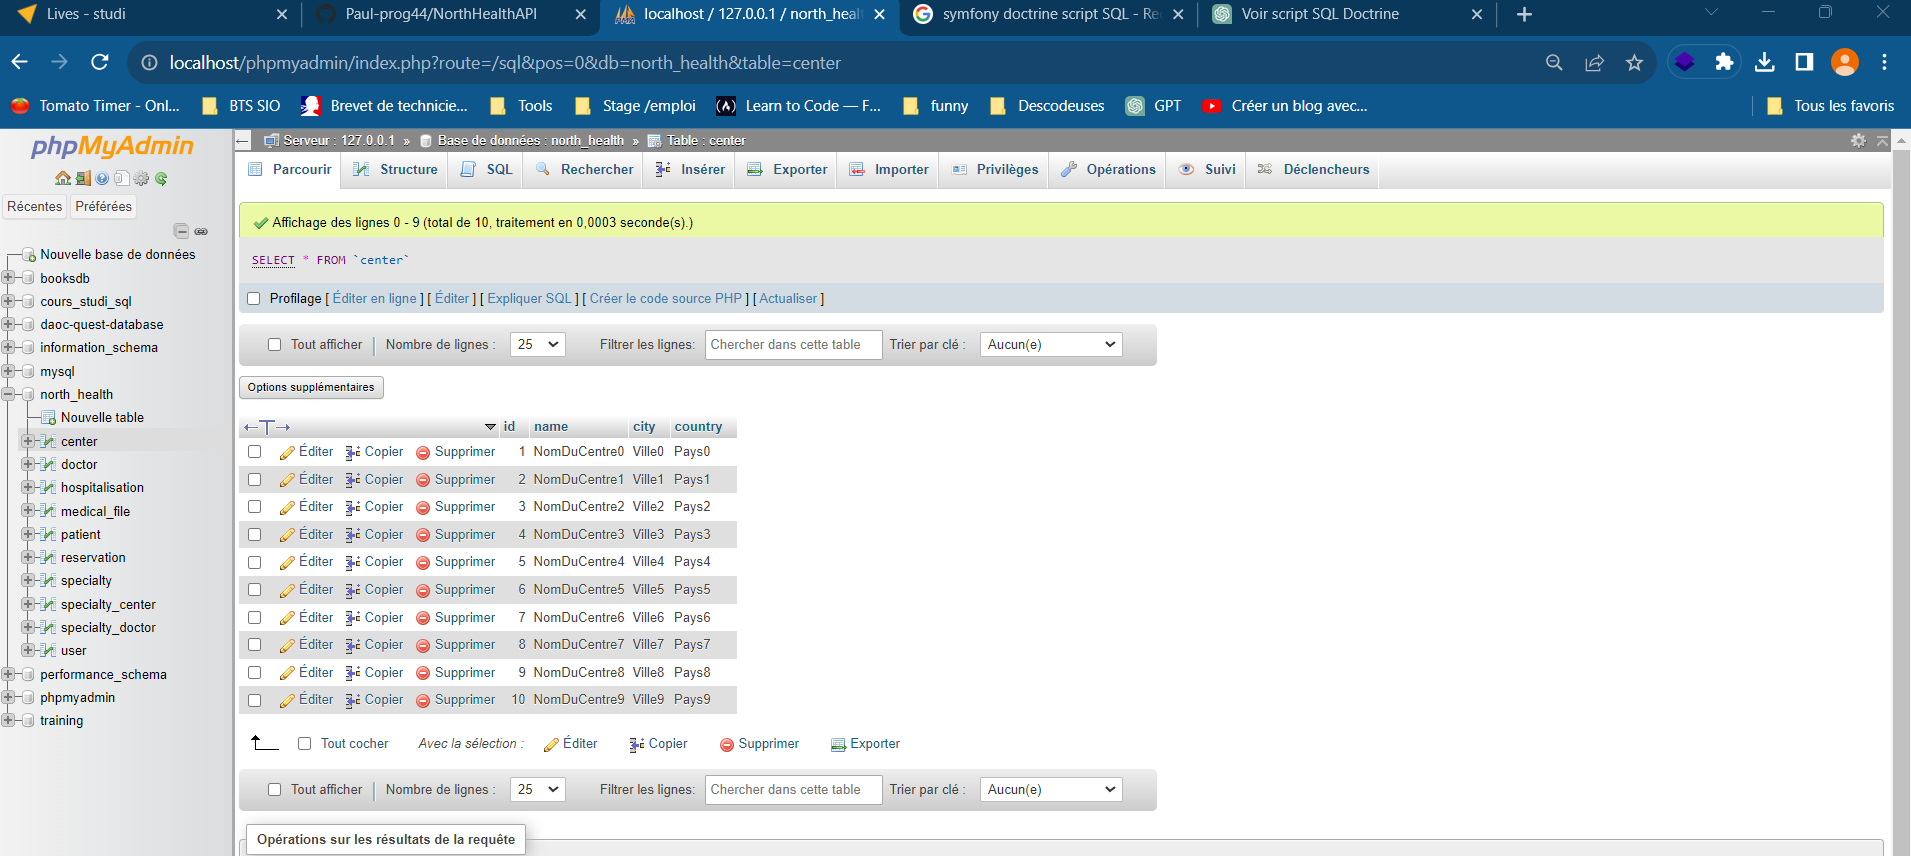 Lives - studi
Paul-prog44/NorthHealthAPI
localhost / 127.0.0.1 / north_heal
symfony doctrine script SQL - Re
Voir script SQL Doctrine
localhost/phpmyadmin/index.php?route=/sql&pos=0&db=north_health&table=center
Tomato Timer - Onl...
BTS SIO
Brevet de technicie...
Tools
Stage /emploi
Learn to Code — F...
funny
Descodeuses
GPT
Créer un blog avec...
Tous les favoris
phpMyAdmin
Récentes Préférées
Nouvelle base de données
booksdb
cours_studi_sql
daoc-quest-database
information_schema
mysql
north_health
Nouvelle table
center
doctor
hospitalisation
medical_file
patient
reservation
specialty
specialty_center
specialty_doctor
user
performance_schema
phpmyadmin
training
Serveur : 127.0.0.1 » Base de données : north_health » Table : center
Parcourir Structure SQL Rechercher Insérer Exporter Importer Privilèges Opérations Suivi Déclencheurs
Affichage des lignes 0 - 9 (total de 10, traitement en 0,0003 seconde(s).)
SELECT * FROM `center`
Profilage [ Éditer en ligne ] [ Éditer ] [ Expliquer SQL ] [ Créer le code source PHP ] [ Actualiser ]
Tout afficher Nombre de lignes : 25 Filtrer les lignes: Chercher dans cette table Trier par clé : Aucun(e)
Options supplémentaires
id name city country
Éditer Copier Supprimer 1 NomDuCentre0 Ville0 Pays0
Éditer Copier Supprimer 2 NomDuCentre1 Ville1 Pays1
Éditer Copier Supprimer 3 NomDuCentre2 Ville2 Pays2
Éditer Copier Supprimer 4 NomDuCentre3 Ville3 Pays3
Éditer Copier Supprimer 5 NomDuCentre4 Ville4 Pays4
Éditer Copier Supprimer 6 NomDuCentre5 Ville5 Pays5
Éditer Copier Supprimer 7 NomDuCentre6 Ville6 Pays6
Éditer Copier Supprimer 8 NomDuCentre7 Ville7 Pays7
Éditer Copier Supprimer 9 NomDuCentre8 Ville8 Pays8
Éditer Copier Supprimer 10 NomDuCentre9 Ville9 Pays9
Tout cocher Avec la sélection : Éditer Copier Supprimer Exporter
Tout afficher Nombre de lignes : 25 Filtrer les lignes: Chercher dans cette table Trier par clé : Aucun(e)
Opérations sur les résultats de la requête